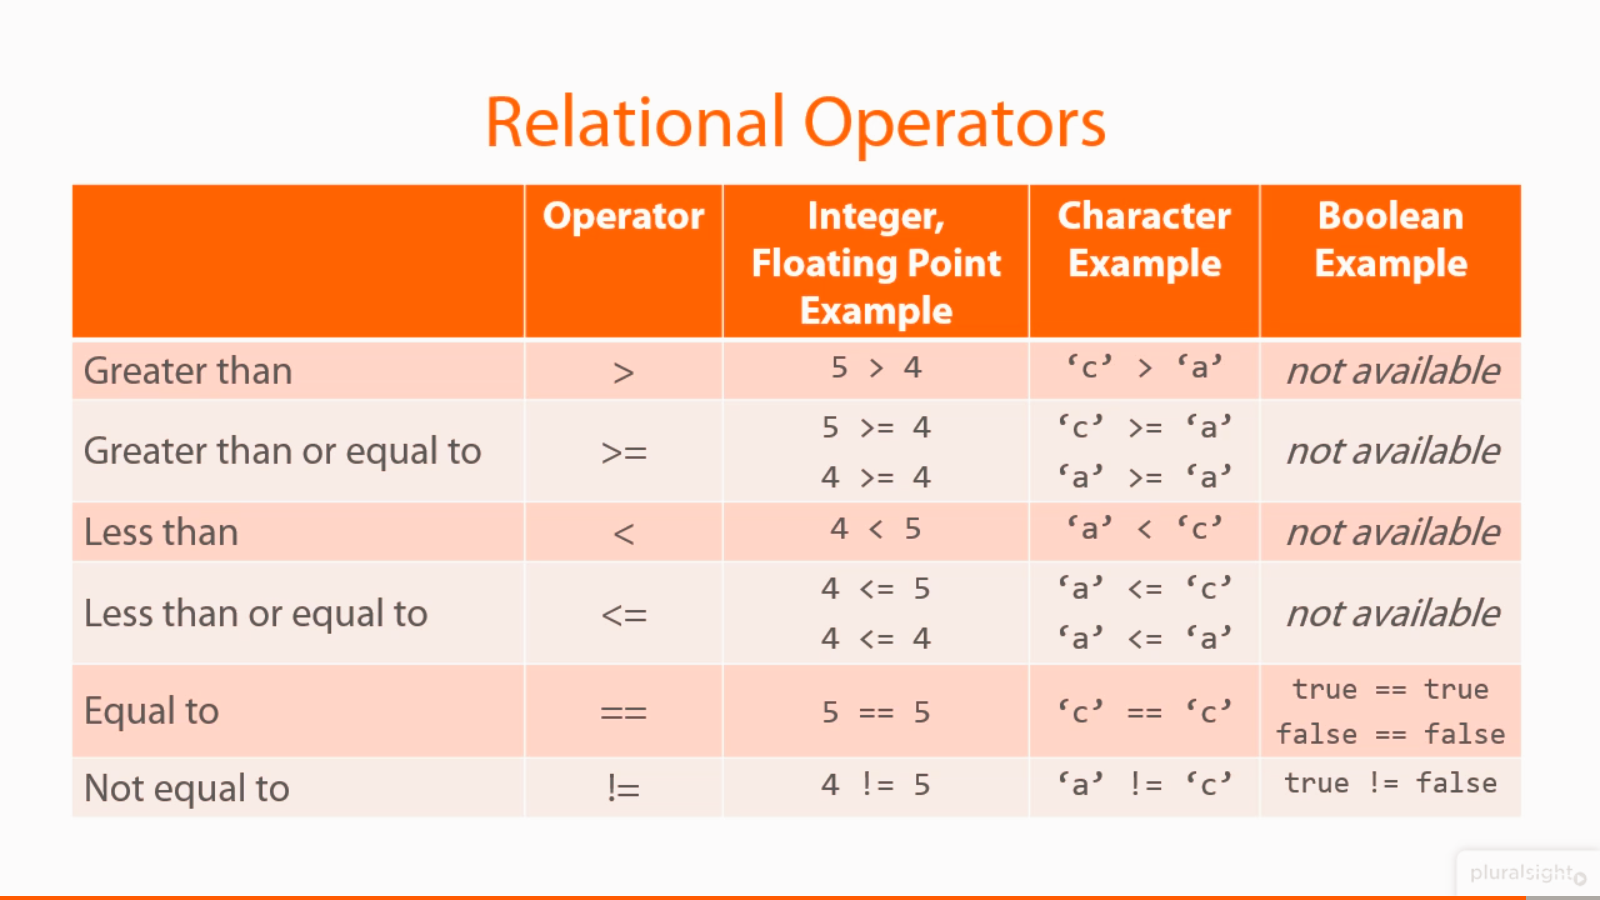 Relational Operators
Operator
Integer,
Floating Point
Example
Character
Example
Boolean
Example
Greater than
>
5 > 4
‘c’ > ‘a’
not available
Greater than or equal to
>=
5 >= 4
4 >= 4
‘c’ >= ‘a’
‘a’ >= ‘a’
not available
Less than
<
4 < 5
‘a’ < ‘c’
not available
Less than or equal to
<=
4 <= 5
4 <= 4
‘a’ <= ‘c’
‘a’ <= ‘a’
not available
Equal to
==
5 == 5
‘c’ == ‘c’
true == true
false == false
Not equal to
!=
4 != 5
‘a’ != ‘c’
true != false
pluralsight